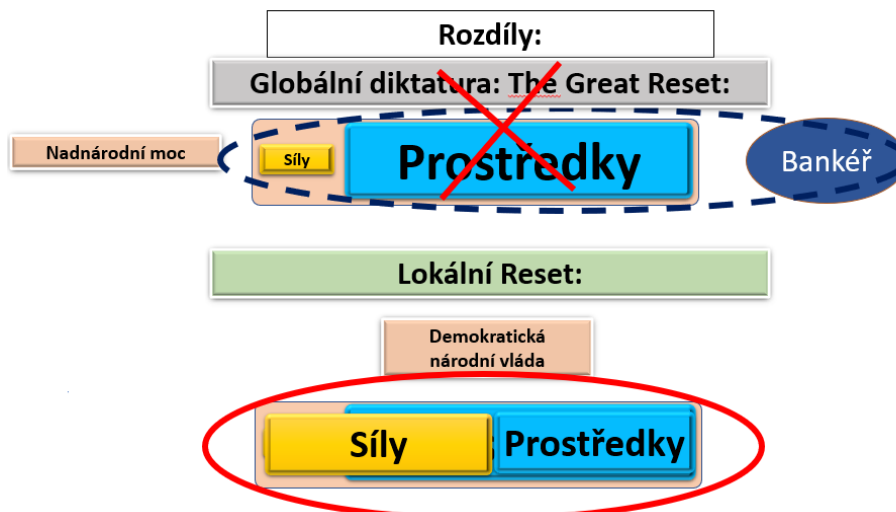 Rozdíly:
Globální diktatura: The Great Reset:
Nadnárodní moc
Síly
Prostředky
Bankéř
Lokální Reset:
Demokratická
národní vláda
Síly
Prostředky